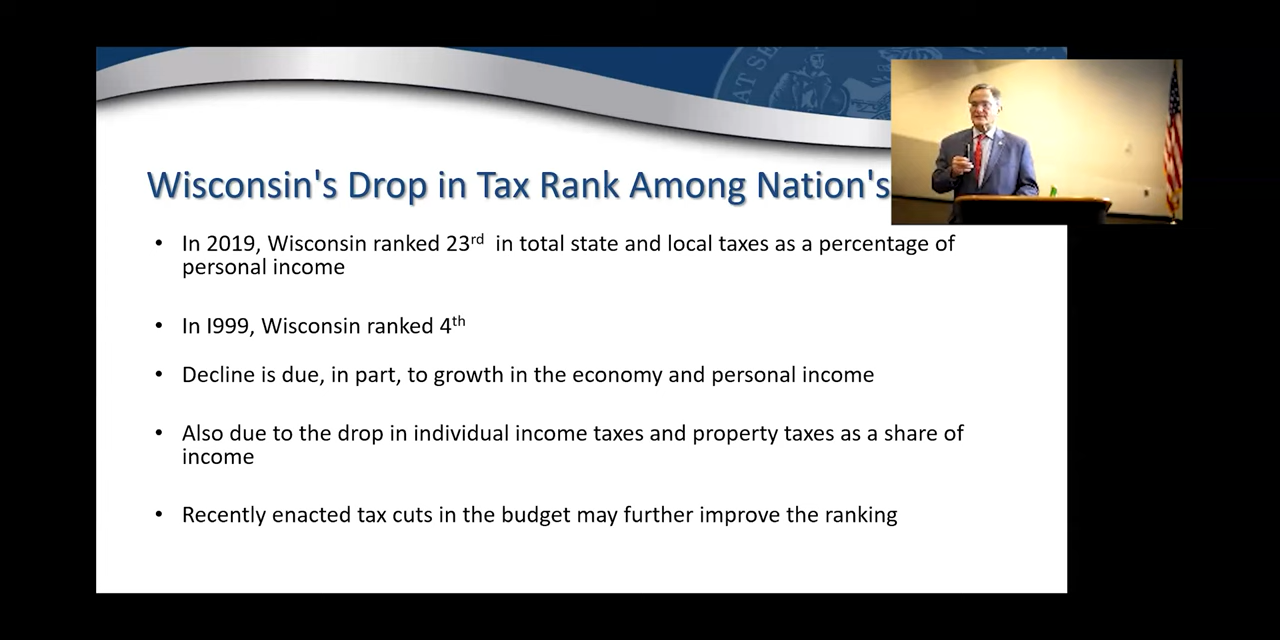 AT SE
Wisconsin's Drop in Tax Rank Among Nation's
• In 2019, Wisconsin ranked 23rd in total state and local taxes as a percentage of
personal income
• In I999, Wisconsin ranked 4th
• Decline is due, in part, to growth in the economy and personal income
• Also due to the drop in individual income taxes and property taxes as a share of
income
• Recently enacted tax cuts in the budget may further improve the ranking